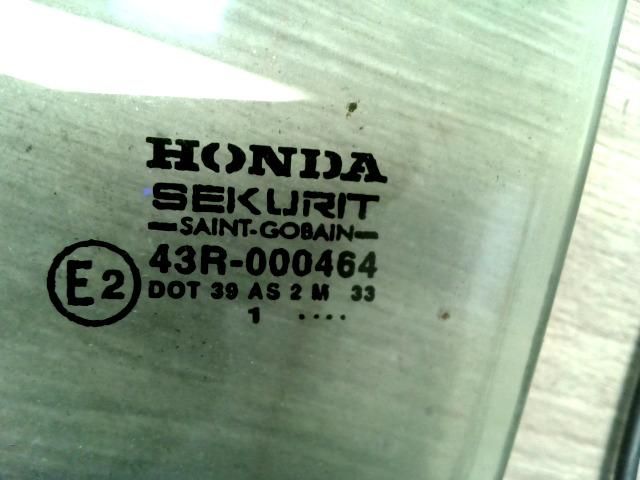 HONDA
SEKURIT
SAINT-GOBAIN
E2 43R-000464
DOT 39 AS 2 M 33
1 ····